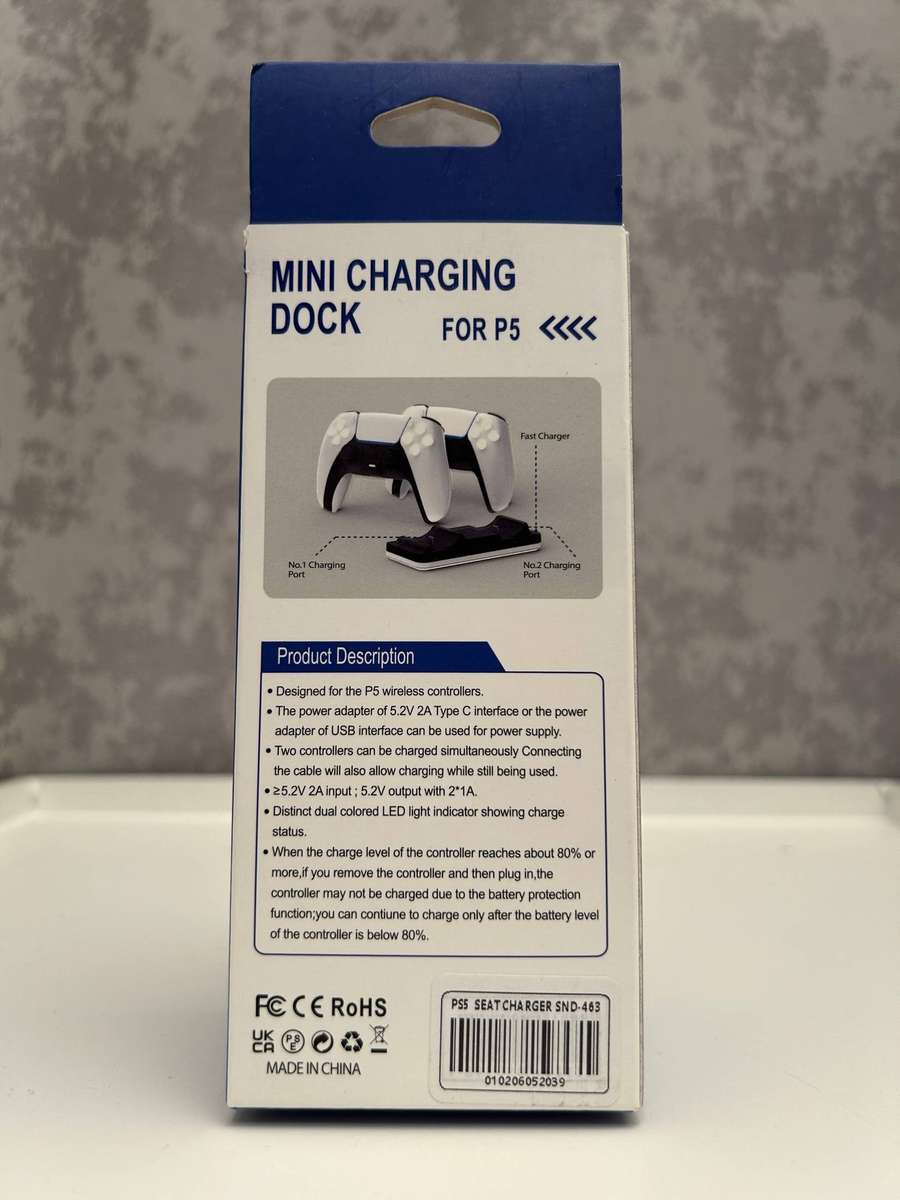 MINI CHARGING
DOCK
FOR P5
Fast Charger
No.1 Charging
Port
No.2 Charging
Port
Product Description
• Designed for the P5 wireless controllers.
• The power adapter of 5.2V 2A Type C interface or the power
adapter of USB interface can be used for power supply.
• Two controllers can be charged simultaneously Connecting
the cable will also allow charging while still being used.
• ≥5.2V 2A input ; 5.2V output with 2*1A.
• Distinct dual colored LED light indicator showing charge
status.
• When the charge level of the controller reaches about 80% or
more,if you remove the controller and then plug in,the
controller may not be charged due to the battery protection
function;you can contiune to charge only after the battery level
of the controller is below 80%.
FC CE RoHS
UK
CA
PS
E
MADE IN CHINA
PS5 SEAT CHARGER SND-463
010206052039